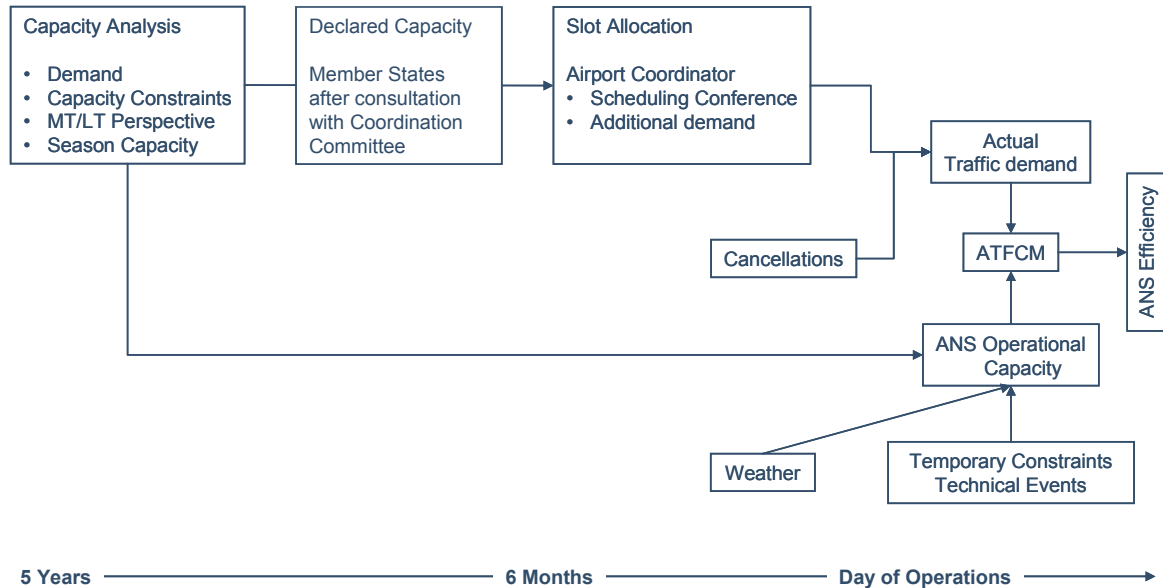 Capacity Analysis
• Demand
• Capacity Constraints
• MT/LT Perspective
• Season Capacity
Declared Capacity
Member States
after consultation
with Coordination
Committee
Slot Allocation
Airport Coordinator
• Scheduling Conference
• Additional demand
Actual
Traffic demand
Cancellations
ATFCM
ANS Efficiency
ANS Operational
Capacity
Weather
Temporary Constraints
Technical Events
5 Years
6 Months
Day of Operations